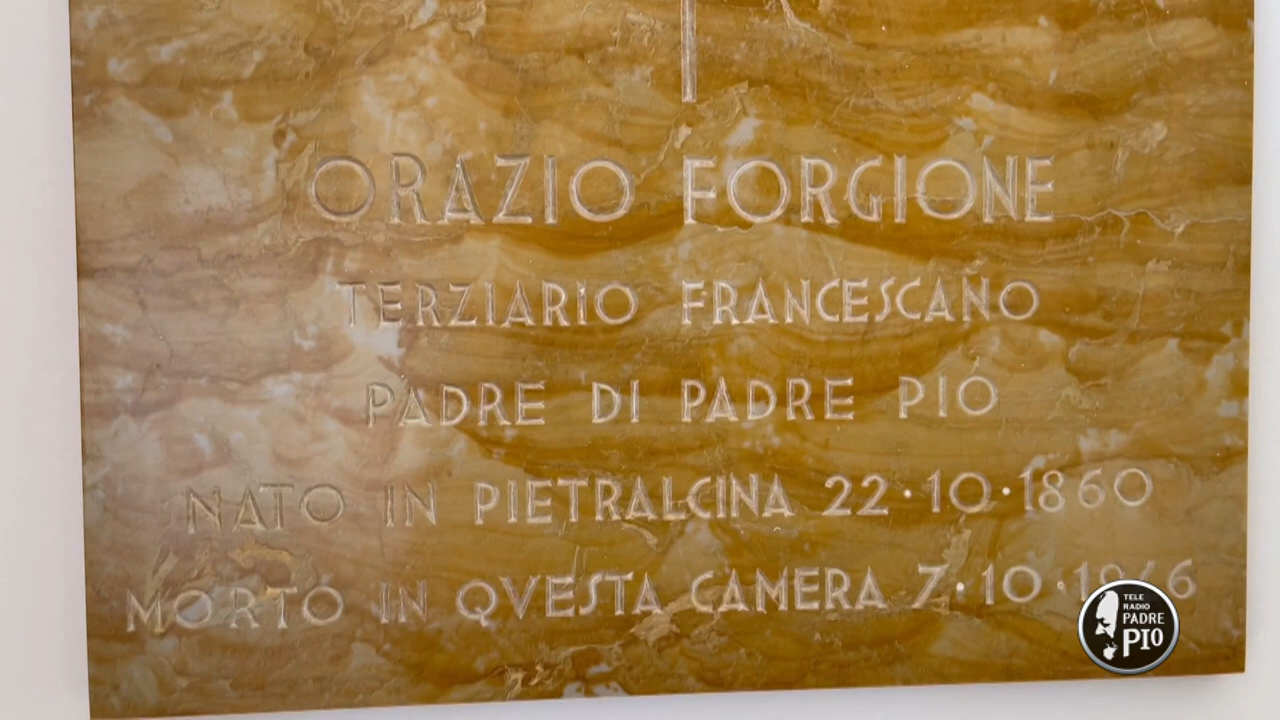 ORAZIO FORGIONE
TERZIARIO FRANCESCANO
PADRE DI PADRE PIO
NATO IN PIETRALCINA 22·10·1860
MORTO IN QVESTA CAMERA 7·10·1946
TELE
RADIO
PADRE
PIO